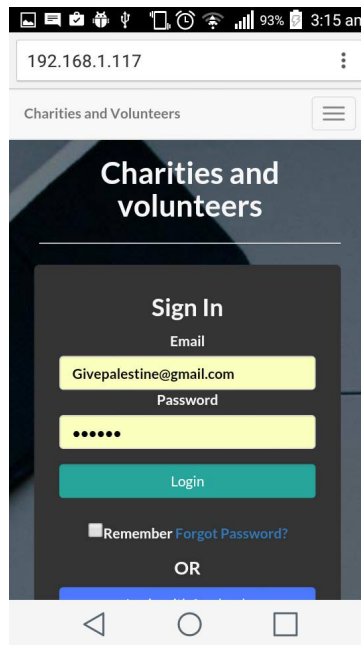 93% 3:15 am
192.168.1.117
Charities and Volunteers
Charities and
volunteers
Sign In
Email
Givepalestine@gmail.com
Password
••••••
Login
Remember Forgot Password?
OR